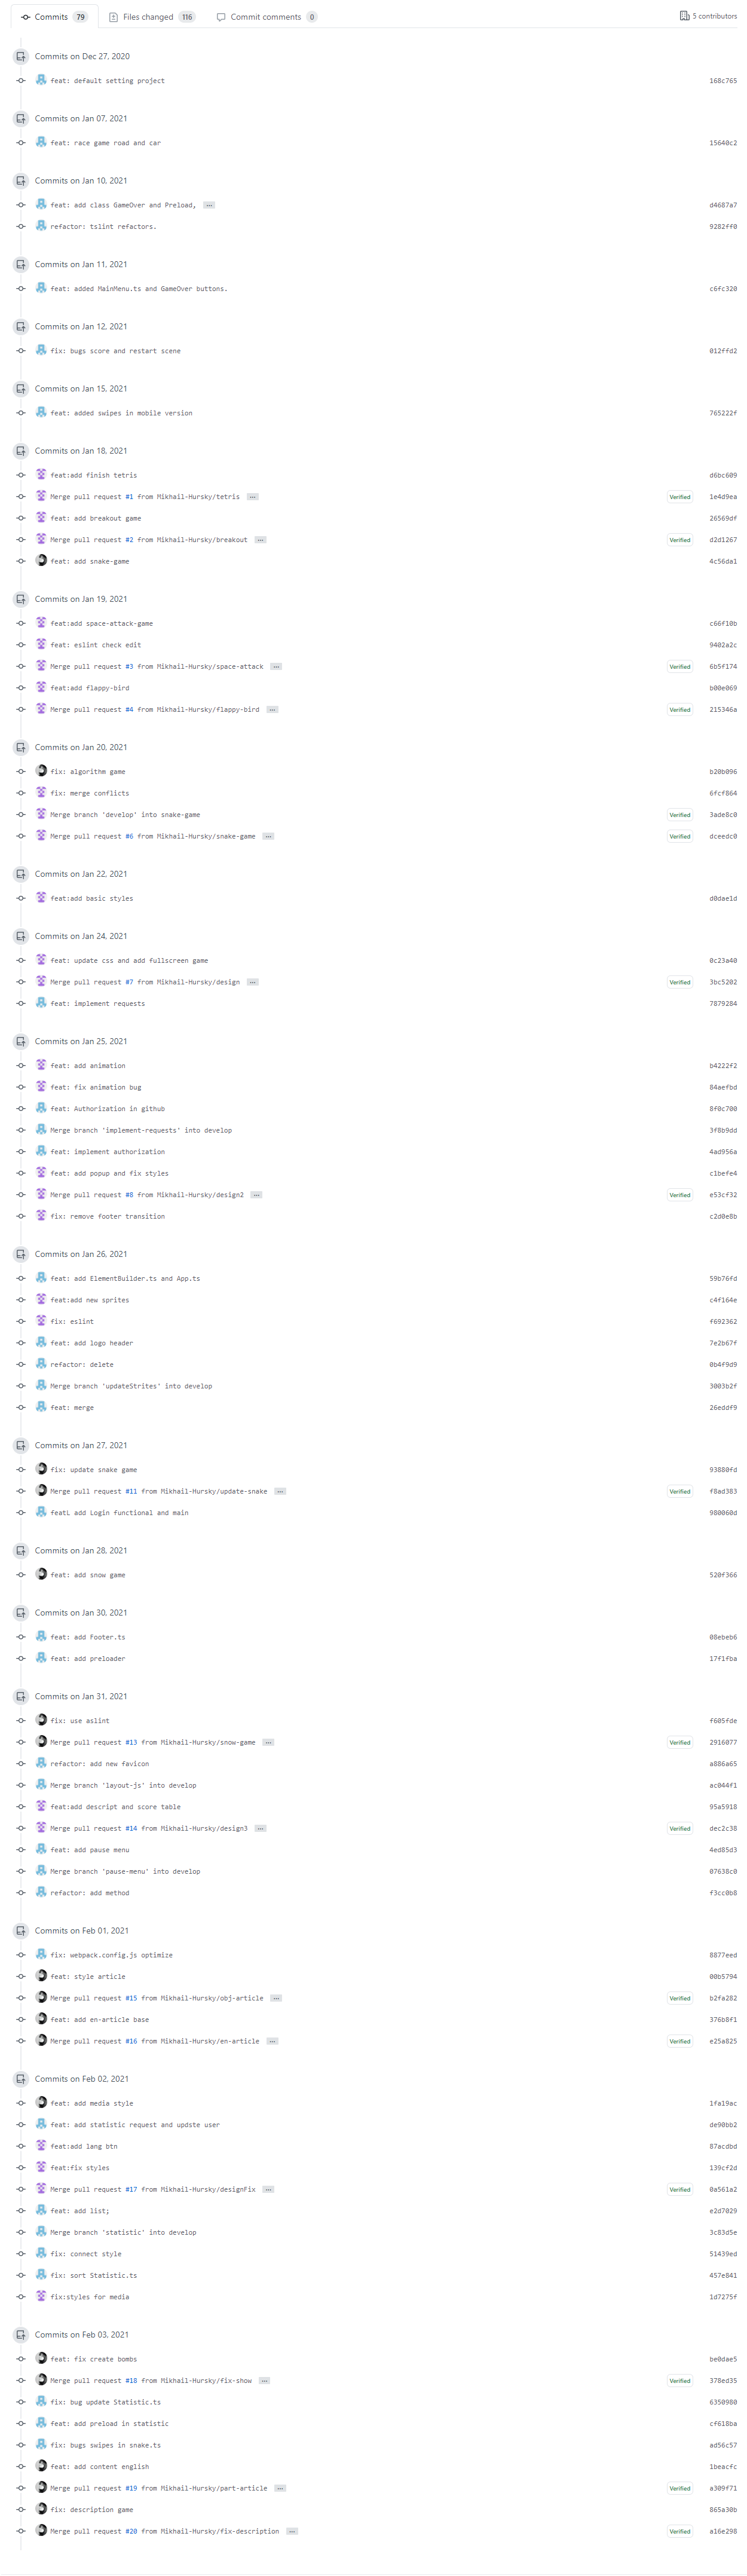 Commits 79 Files changed 116 Commit comments 0 5 contributors
Commits on Dec 27, 2020
feat: default setting project 168c765
Commits on Jan 07, 2021
feat: race game road and car 15640c2
Commits on Jan 10, 2021
feat: add class GameOver and Preload, … d4687a7
refactor: tslint refactors. 9282ff0
Commits on Jan 11, 2021
feat: added MainMenu.ts and GameOver buttons. c6fc320
Commits on Jan 12, 2021
fix: bugs score and restart scene 012ffd2
Commits on Jan 15, 2021
feat: added swipes in mobile version 765222f
Commits on Jan 18, 2021
feat:add finish tetris d6bc609
Merge pull request #1 from Mikhail-Hursky/tetris … Verified 1e4d9ea
feat: add breakout game 26569df
Merge pull request #2 from Mikhail-Hursky/breakout … Verified d2d1267
feat: add snake-game 4c56da1
Commits on Jan 19, 2021
feat:add space-attack-game c66f10b
feat: eslint check edit 9402a2c
Merge pull request #3 from Mikhail-Hursky/space-attack … Verified 6b5f174
feat:add flappy-bird b00e069
Merge pull request #4 from Mikhail-Hursky/flappy-bird … Verified 215346a
Commits on Jan 20, 2021
fix: algorithm game b20b096
fix: merge conflicts 6fcf864
Merge branch 'develop' into snake-game Verified 3ade8c0
Merge pull request #6 from Mikhail-Hursky/snake-game … Verified dceedc0
Commits on Jan 22, 2021
feat:add basic styles d0dae1d
Commits on Jan 24, 2021
feat: update css and add fullscreen game 0c23a40
Merge pull request #7 from Mikhail-Hursky/design … Verified 3bc5202
feat: implement requests 7879284
Commits on Jan 25, 2021
feat: add animation b4222f2
feat: fix animation bug 84aefbd
feat: Authorization in github 8f0c700
Merge branch 'implement-requests' into develop 3f8b9dd
feat: implement authorization 4ad956a
feat: add popup and fix styles c1befe4
Merge pull request #8 from Mikhail-Hursky/design2 … Verified e53cf32
fix: remove footer transition c2d0e8b
Commits on Jan 26, 2021
feat: add ElementBuilder.ts and App.ts 59b76fd
feat:add new sprites c4f164e
fix: eslint f692362
feat: add logo header 7e2b67f
refactor: delete 0b4f9d9
Merge branch 'updateStrites' into develop 3003b2f
feat: merge 26eddf9
Commits on Jan 27, 2021
fix: update snake game 93880fd
Merge pull request #11 from Mikhail-Hursky/update-snake … Verified f8ad383
featL add Login functional and main 980060d
Commits on Jan 28, 2021
feat: add snow game 520f366
Commits on Jan 30, 2021
feat: add Footer.ts 08ebeb6
feat: add preloader 17f1fba
Commits on Jan 31, 2021
fix: use aslint f605fde
Merge pull request #13 from Mikhail-Hursky/snow-game … Verified 2916077
refactor: add new favicon a886a65
Merge branch 'layout-js' into develop ac044f1
feat:add descript and score table 95a5918
Merge pull request #14 from Mikhail-Hursky/design3 … Verified dec2c38
feat: add pause menu 4ed85d3
Merge branch 'pause-menu' into develop 07638c0
refactor: add method f3cc0b8
Commits on Feb 01, 2021
fix: webpack.config.js optimize 8877eed
feat: style article 00b5794
Merge pull request #15 from Mikhail-Hursky/obj-article … Verified b2fa282
feat: add en-article base 376b8f1
Merge pull request #16 from Mikhail-Hursky/en-article … Verified e25a825
Commits on Feb 02, 2021
feat: add media style 1fa19ac
feat: add statistic request and updste user de90bb2
feat:add lang btn 87acdbd
feat:fix styles 139cf2d
Merge pull request #17 from Mikhail-Hursky/designFix … Verified 0a561a2
feat: add list; e2d7029
Merge branch 'statistic' into develop 3c83d5e
fix: connect style 51439ed
fix: sort Statistic.ts 457e841
fix:styles for media 1d7275f
Commits on Feb 03, 2021
feat: fix create bombs be0dae5
Merge pull request #18 from Mikhail-Hursky/fix-show … Verified 378ed35
fix: bug update Statistic.ts 6350980
feat: add preload in statistic cf618ba
fix: bugs swipes in snake.ts ad56c57
feat: add content english 1beacfc
Merge pull request #19 from Mikhail-Hursky/part-article … Verified a309f71
fix: description game 865a30b
Merge pull request #20 from Mikhail-Hursky/fix-description … Verified a16e298